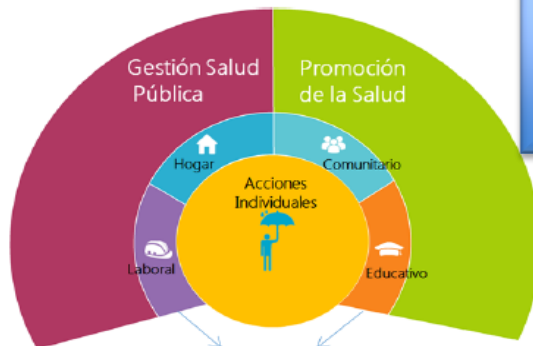 Gestión Salud
Pública
Promoción
de la Salud
Hogar
Comunitario
Acciones
Individuales
Laboral
Educativo